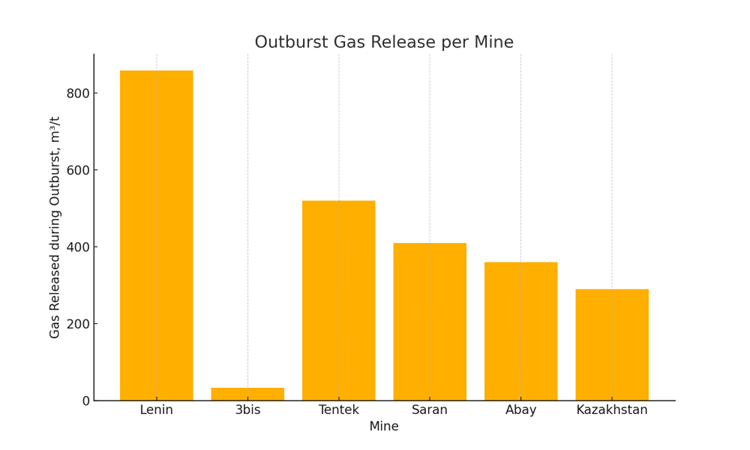 Outburst Gas Release per Mine
Gas Released during Outburst, m³/t
800
600
400
200
0
Lenin 3bis Tentek Saran Abay Kazakhstan
Mine